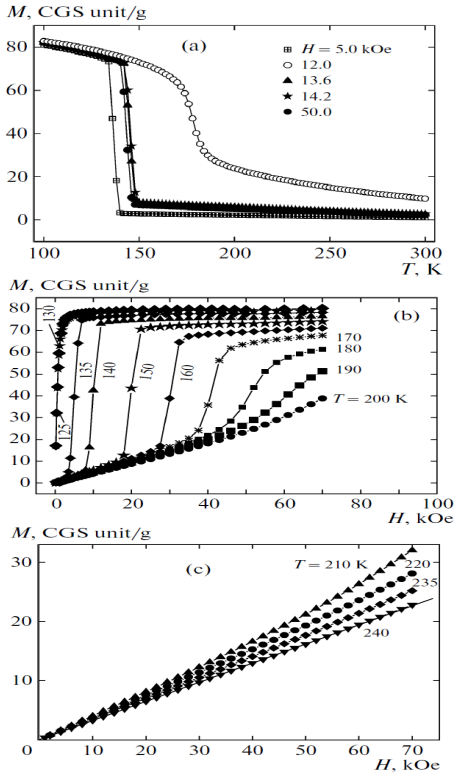 M, CGS unit/g
80
60
40
20
0
(a)
H = 5.0 kOe
12.0
13.6
14.2
50.0
100 150 200 250 300
T, K
M, CGS unit/g
80
70
60
50
40
30
20
10
0
(b)
130
125
135
140
150
160
170
180
190
T = 200 K
0 20 40 60 80 100
H, kOe
M, CGS unit/g
30
20
10
(c)
T = 210 K
220
235
240
0 10 20 30 40 50 60 70
H, kOe